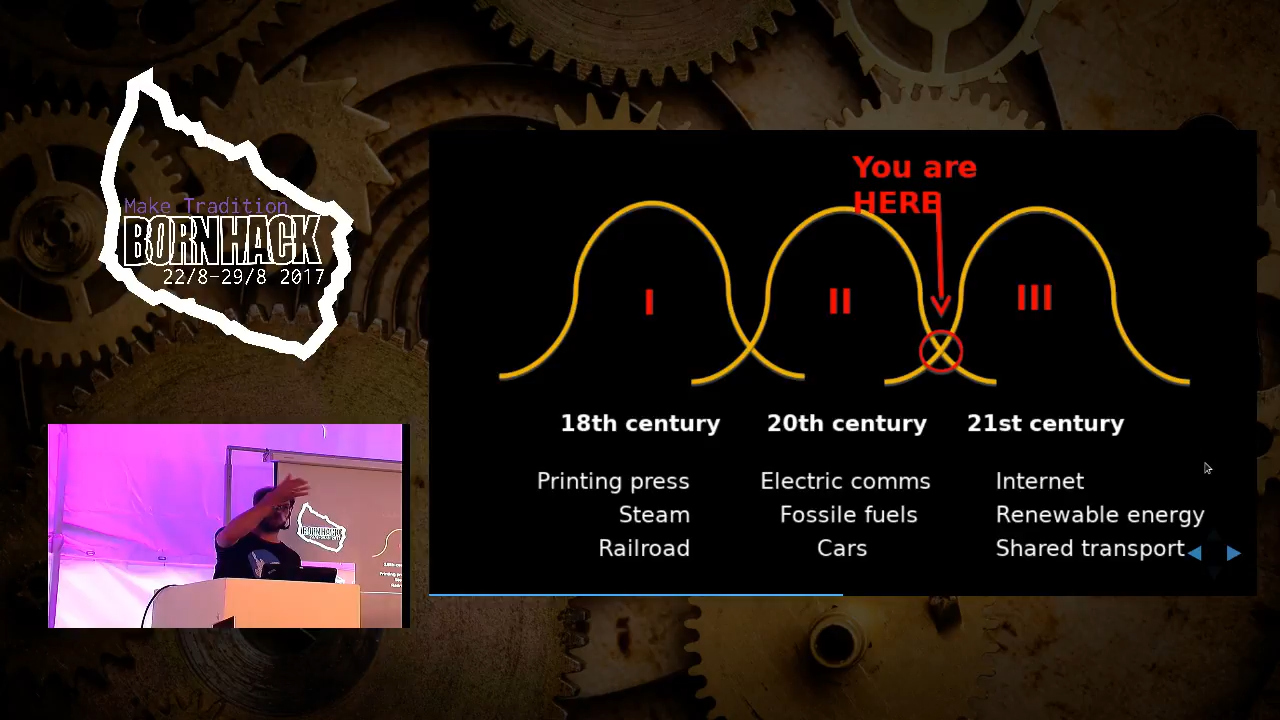 Make Tradition
BORNHACK
22/8-29/8 2017
You are
HERE
I
II
III
18th century
20th century
21st century
Printing press
Steam
Railroad
Electric comms
Fossile fuels
Cars
Internet
Renewable energy
Shared transport